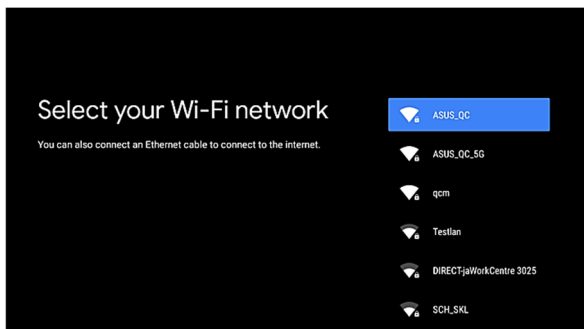 Select your Wi-Fi network
You can also connect an Ethernet cable to connect to the internet.
ASUS_QC
ASUS_QC_5G
qcm
Testlan
DIRECT-jaWorkCentre 3025
SCH_SKL